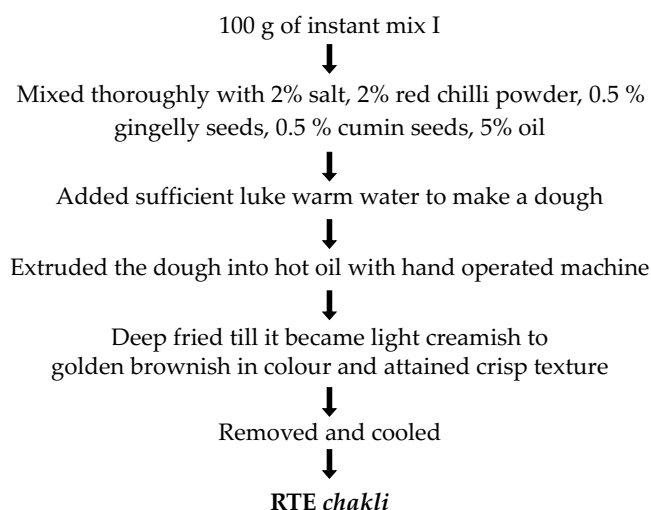 100 g of instant mix I
Mixed thoroughly with 2% salt, 2% red chilli powder, 0.5 %
gingelly seeds, 0.5 % cumin seeds, 5% oil
Added sufficient luke warm water to make a dough
Extruded the dough into hot oil with hand operated machine
Deep fried till it became light creamish to
golden brownish in colour and attained crisp texture
Removed and cooled
RTE chakli